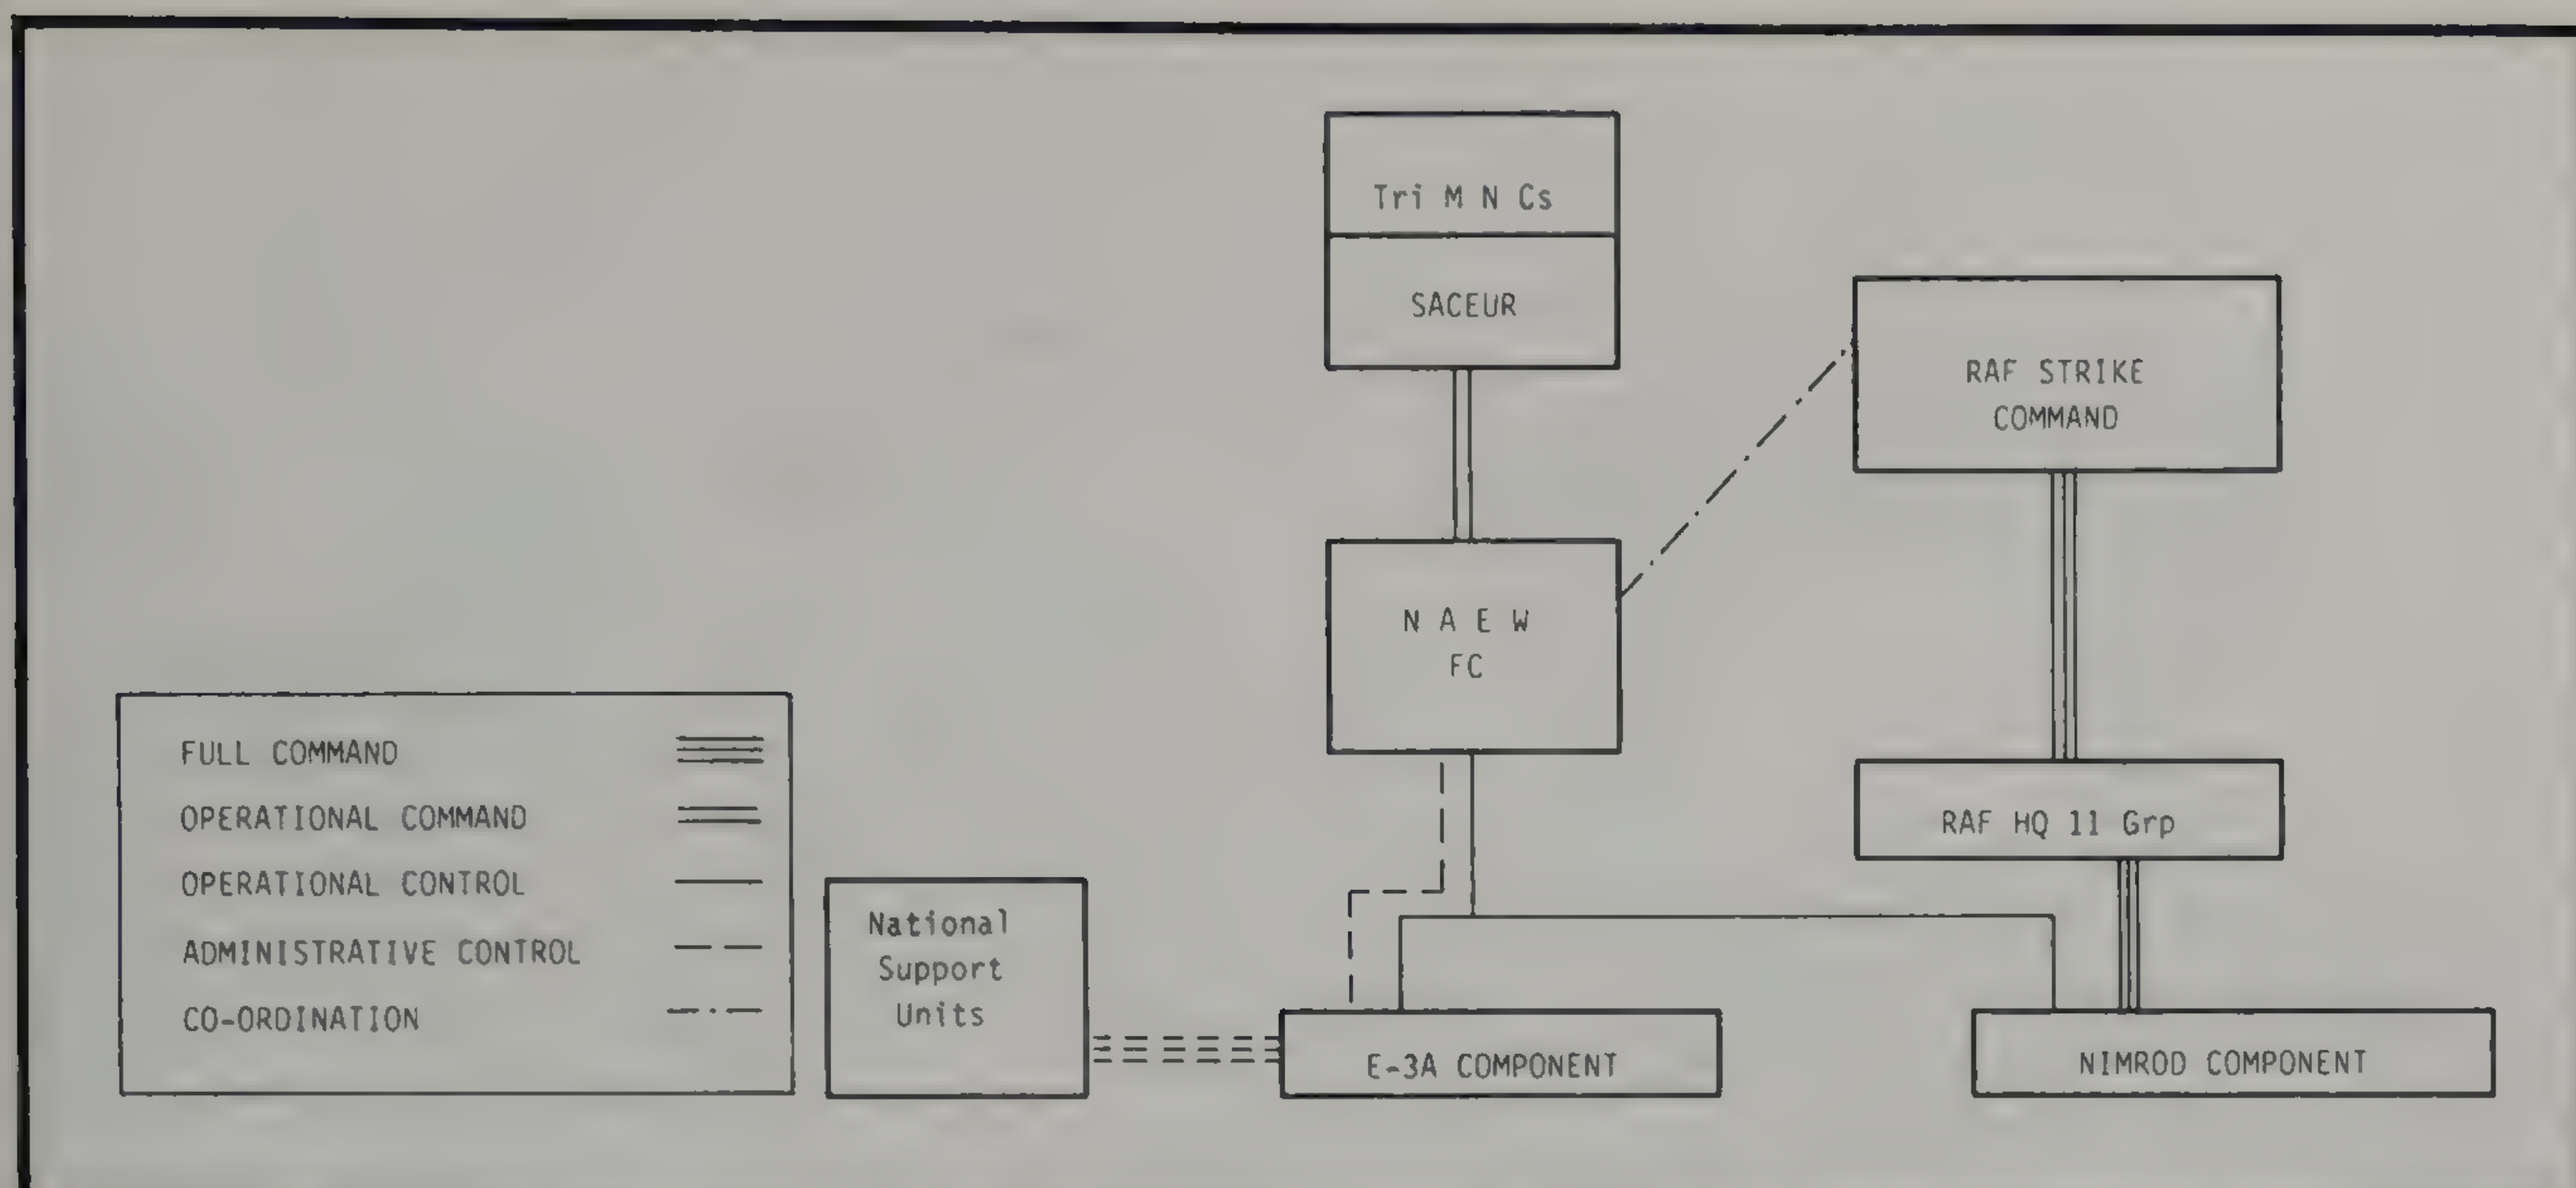 Tri M N Cs
SACEUR
RAF STRIKE
COMMAND
N A E W
FC
FULL COMMAND
OPERATIONAL COMMAND
OPERATIONAL CONTROL
ADMINISTRATIVE CONTROL
CO-ORDINATION
National
Support
Units
RAF HQ 11 Grp
E-3A COMPONENT
NIMROD COMPONENT